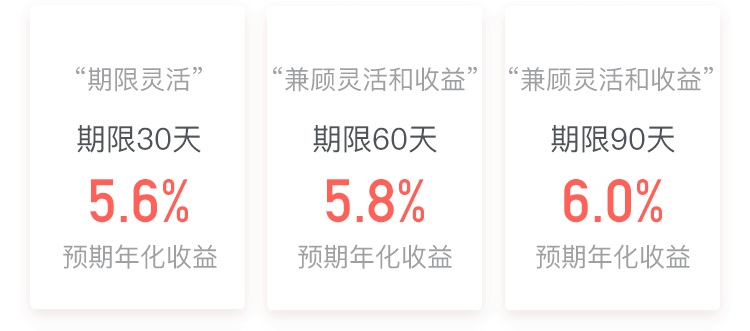 “期限灵活”
期限30天
5.6%
预期年化收益
“兼顾灵活和收益”
期限60天
5.8%
预期年化收益
“兼顾灵活和收益”
期限90天
6.0%
预期年化收益